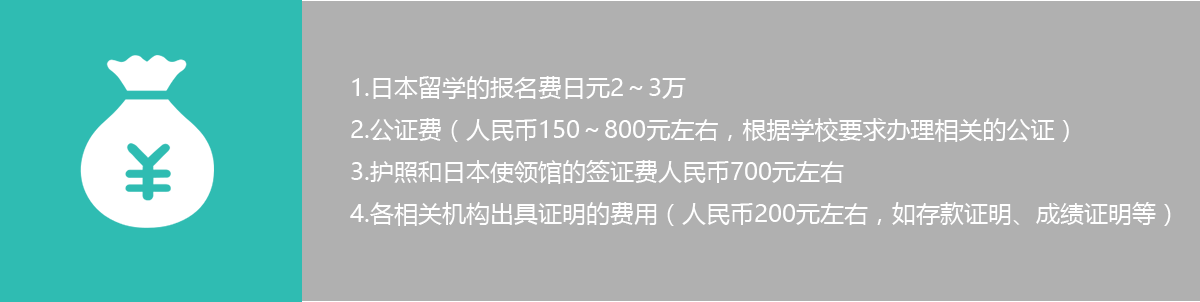 ¥
1.日本留学的报名费日元2～3万
2.公证费（人民币150～800元左右，根据学校要求办理相关的公证）
3.护照和日本使领馆的签证费人民币700元左右
4.各相关机构出具证明的费用（人民币200元左右，如存款证明、成绩证明等）